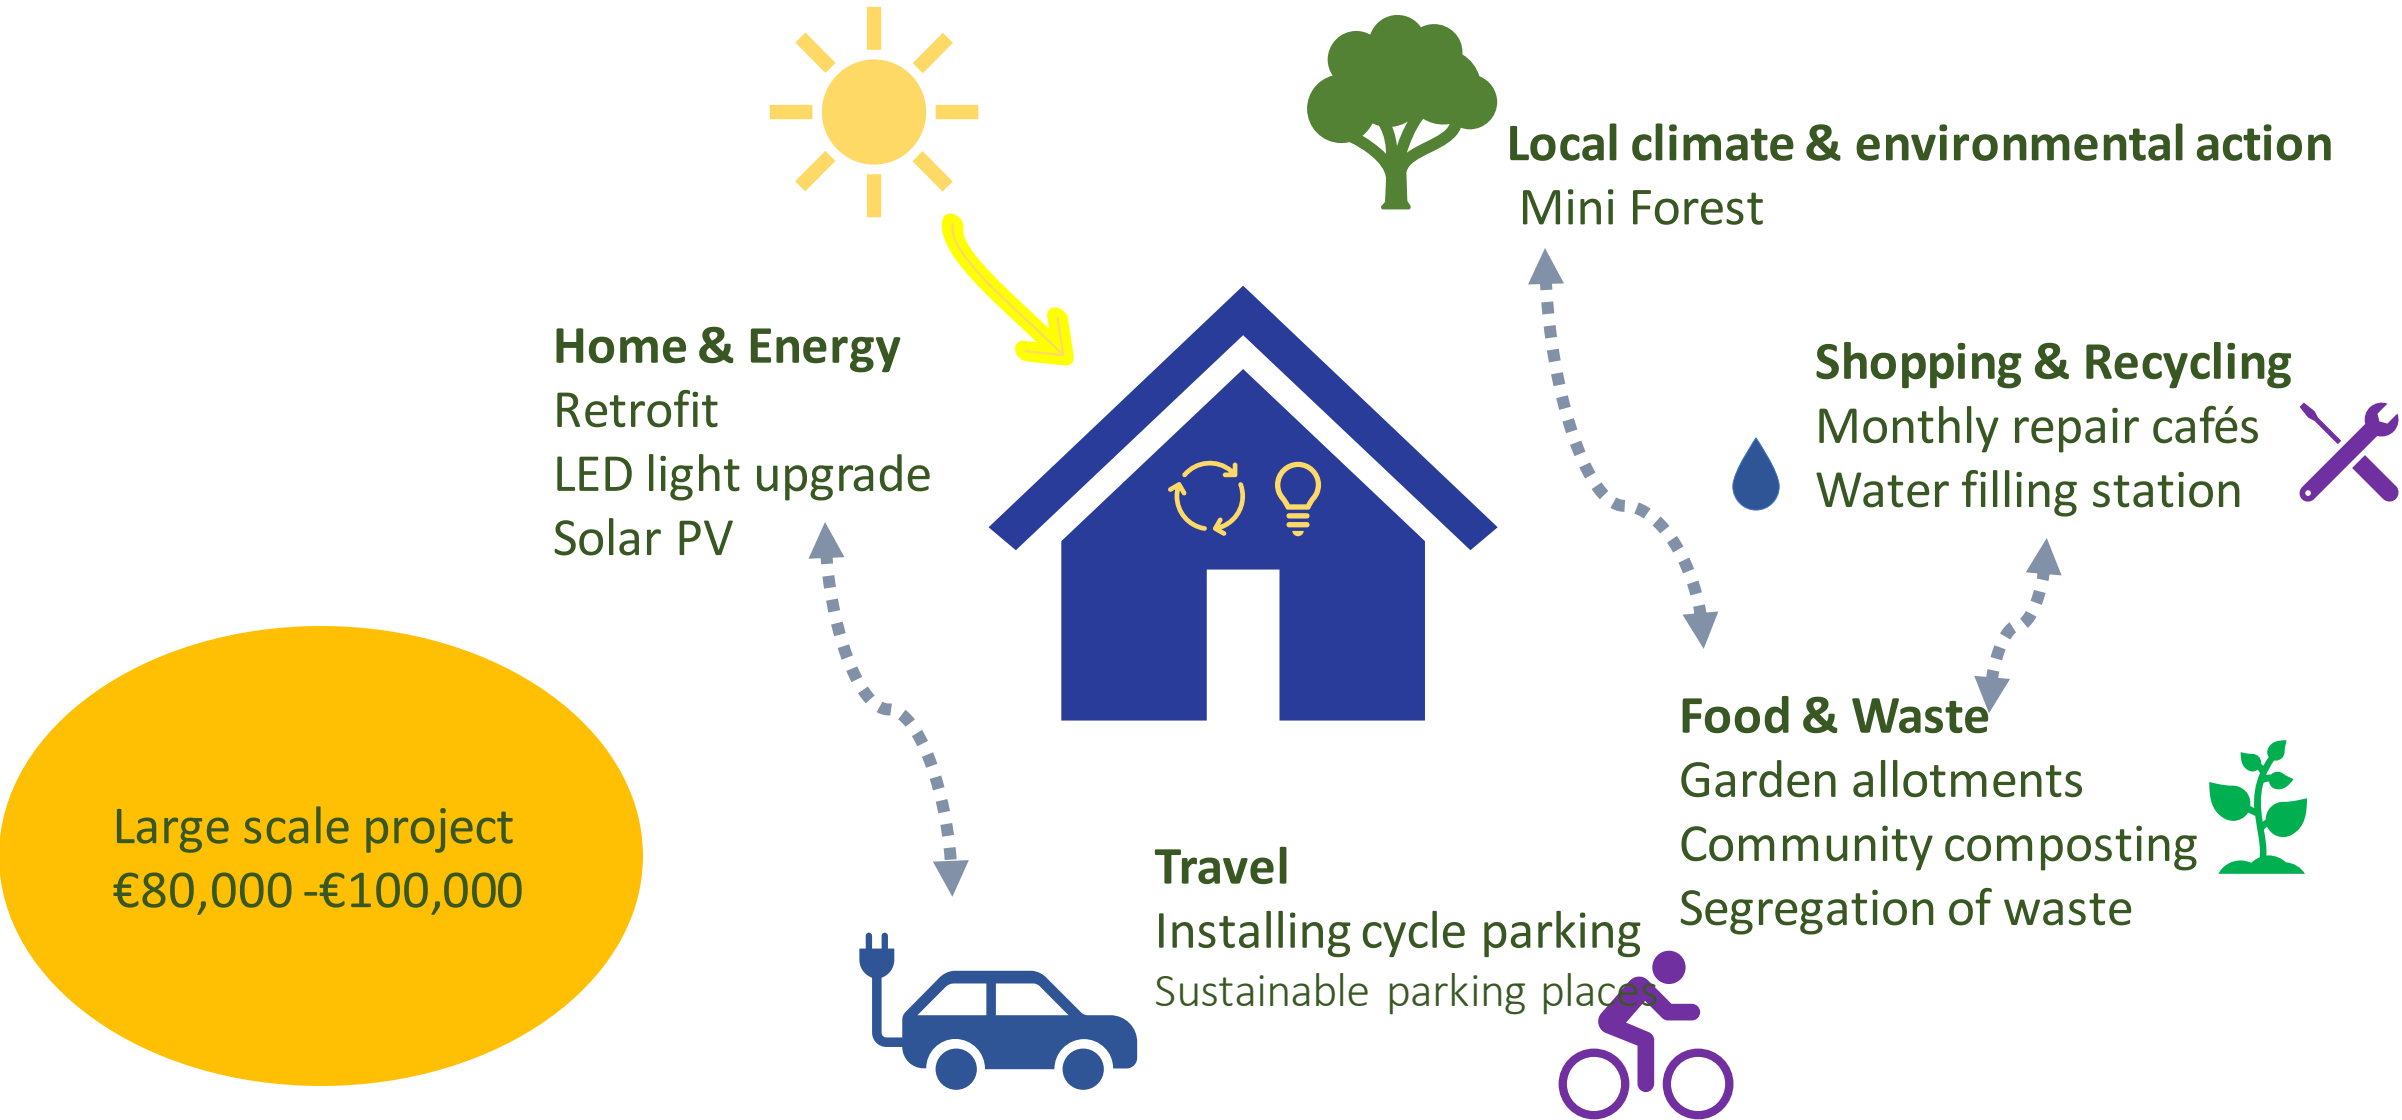 Local climate & environmental action
Mini Forest
Home & Energy
Retrofit
LED light upgrade
Solar PV
Shopping & Recycling
Monthly repair cafés
Water filling station
Large scale project
€80,000 -€100,000
Travel
Installing cycle parking
Sustainable parking places
Food & Waste
Garden allotments
Community composting
Segregation of waste